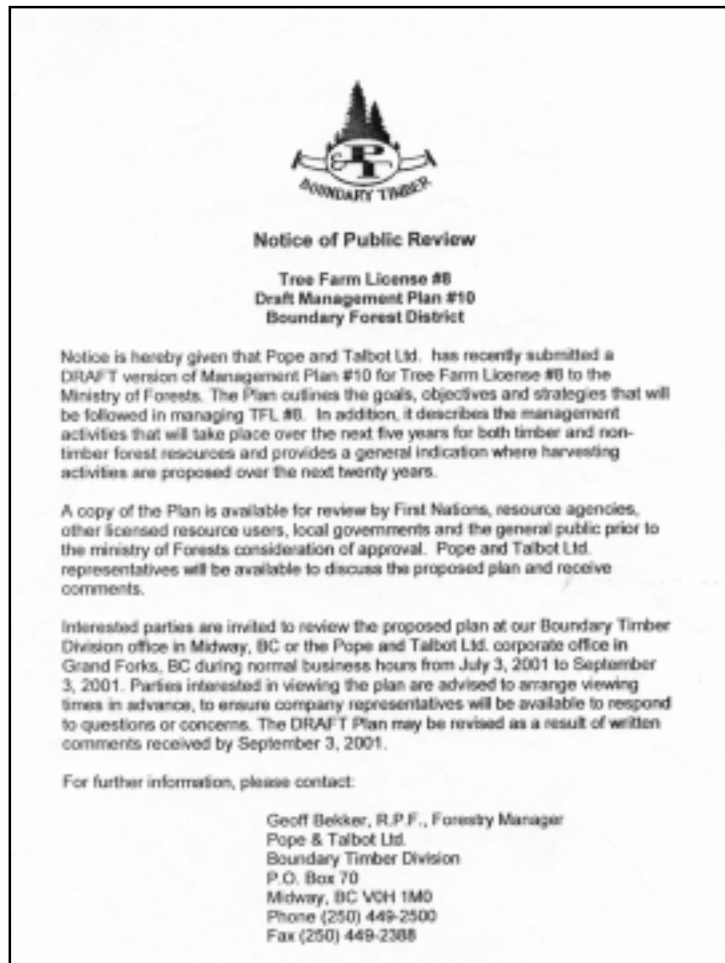 & PT
BOUNDARY TIMBER
Notice of Public Review
Tree Farm License #8
Draft Management Plan #10
Boundary Forest District
Notice is hereby given that Pope and Talbot Ltd. has recently submitted a
DRAFT version of Management Plan #10 for Tree Farm License #8 to the
Ministry of Forests. The Plan outlines the goals, objectives and strategies that will
be followed in managing TFL #8. In addition, it describes the management
activities that will take place over the next five years for both timber and non-
timber forest resources and provides a general indication where harvesting
activities are proposed over the next twenty years.
A copy of the Plan is available for review by First Nations, resource agencies,
other licensed resource users, local governments and the general public prior to
the ministry of Forests consideration of approval. Pope and Talbot Ltd.
representatives will be available to discuss the proposed plan and receive
comments.
Interested parties are invited to review the proposed plan at our Boundary Timber
Division office in Midway, BC or the Pope and Talbot Ltd. corporate office in
Grand Forks, BC during normal business hours from July 3, 2001 to September
3, 2001. Parties interested in viewing the plan are advised to arrange viewing
times in advance, to ensure company representatives will be available to respond
to questions or concerns. The DRAFT Plan may be revised as a result of written
comments received by September 3, 2001.
For further information, please contact:
Geoff Bekker, R.P.F., Forestry Manager
Pope & Talbot Ltd.
Boundary Timber Division
P.O. Box 70
Midway, BC V0H 1M0
Phone (250) 449-2500
Fax (250) 449-2388